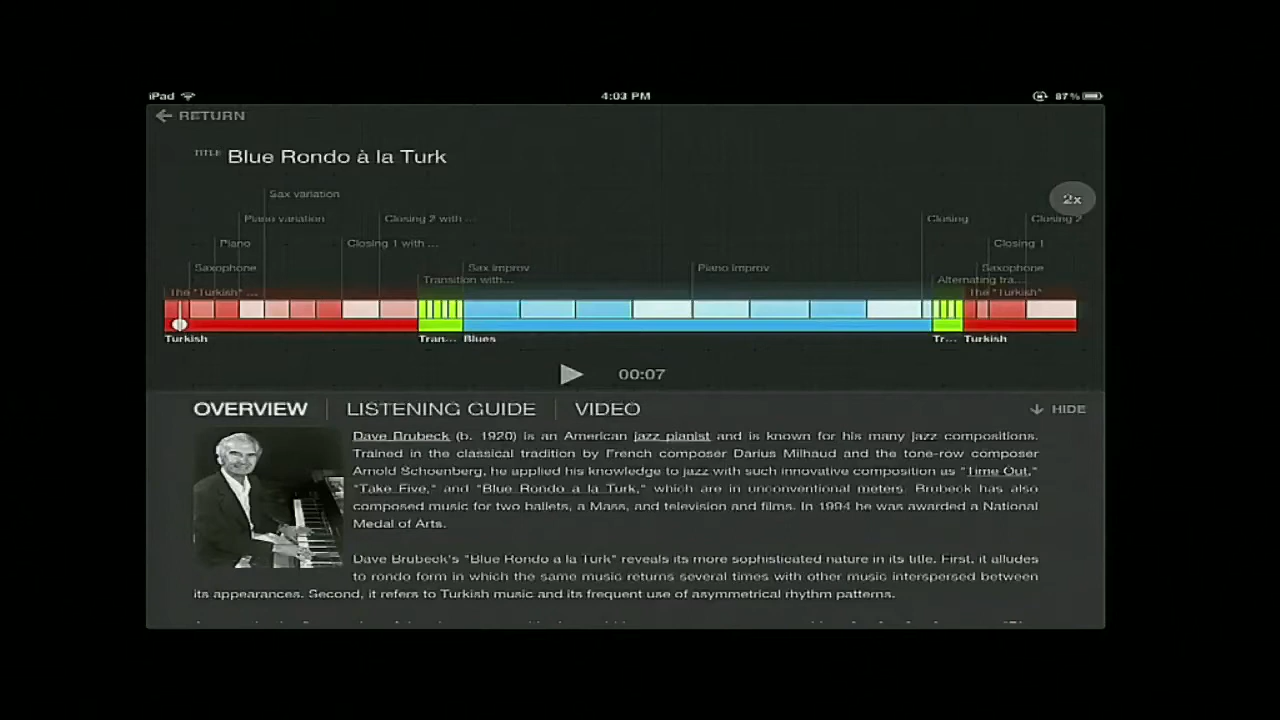 iPad 4:03 PM 87%
RETURN
TITLE Blue Rondo à la Turk
Sax variation
2x
Piano variation Closing 2 with ... Closing Closing 2
Piano Closing 1 with ... Closing 1
Saxophone Sax improv Piano improv Saxophone
Transition with... Alternating tra...
The "Turkish" ... The "Turkish"
Turkish Tran... Blues Tr... Turkish
00:07
OVERVIEW LISTENING GUIDE VIDEO HIDE
Dave Brubeck (b. 1920) is an American jazz pianist and is known for his many jazz compositions.
Trained in the classical tradition by French composer Darius Milhaud and the tone-row composer
Arnold Schoenberg, he applied his knowledge to jazz with such innovative composition as "Time Out,"
"Take Five," and "Blue Rondo a la Turk," which are in unconventional meters. Brubeck has also
composed music for two ballets, a Mass, and television and films. In 1994 he was awarded a National
Medal of Arts.
Dave Brubeck's "Blue Rondo a la Turk" reveals its more sophisticated nature in its title. First, it alludes
to rondo form in which the same music returns several times with other music interspersed between
its appearances. Second, it refers to Turkish music and its frequent use of asymmetrical rhythm patterns.